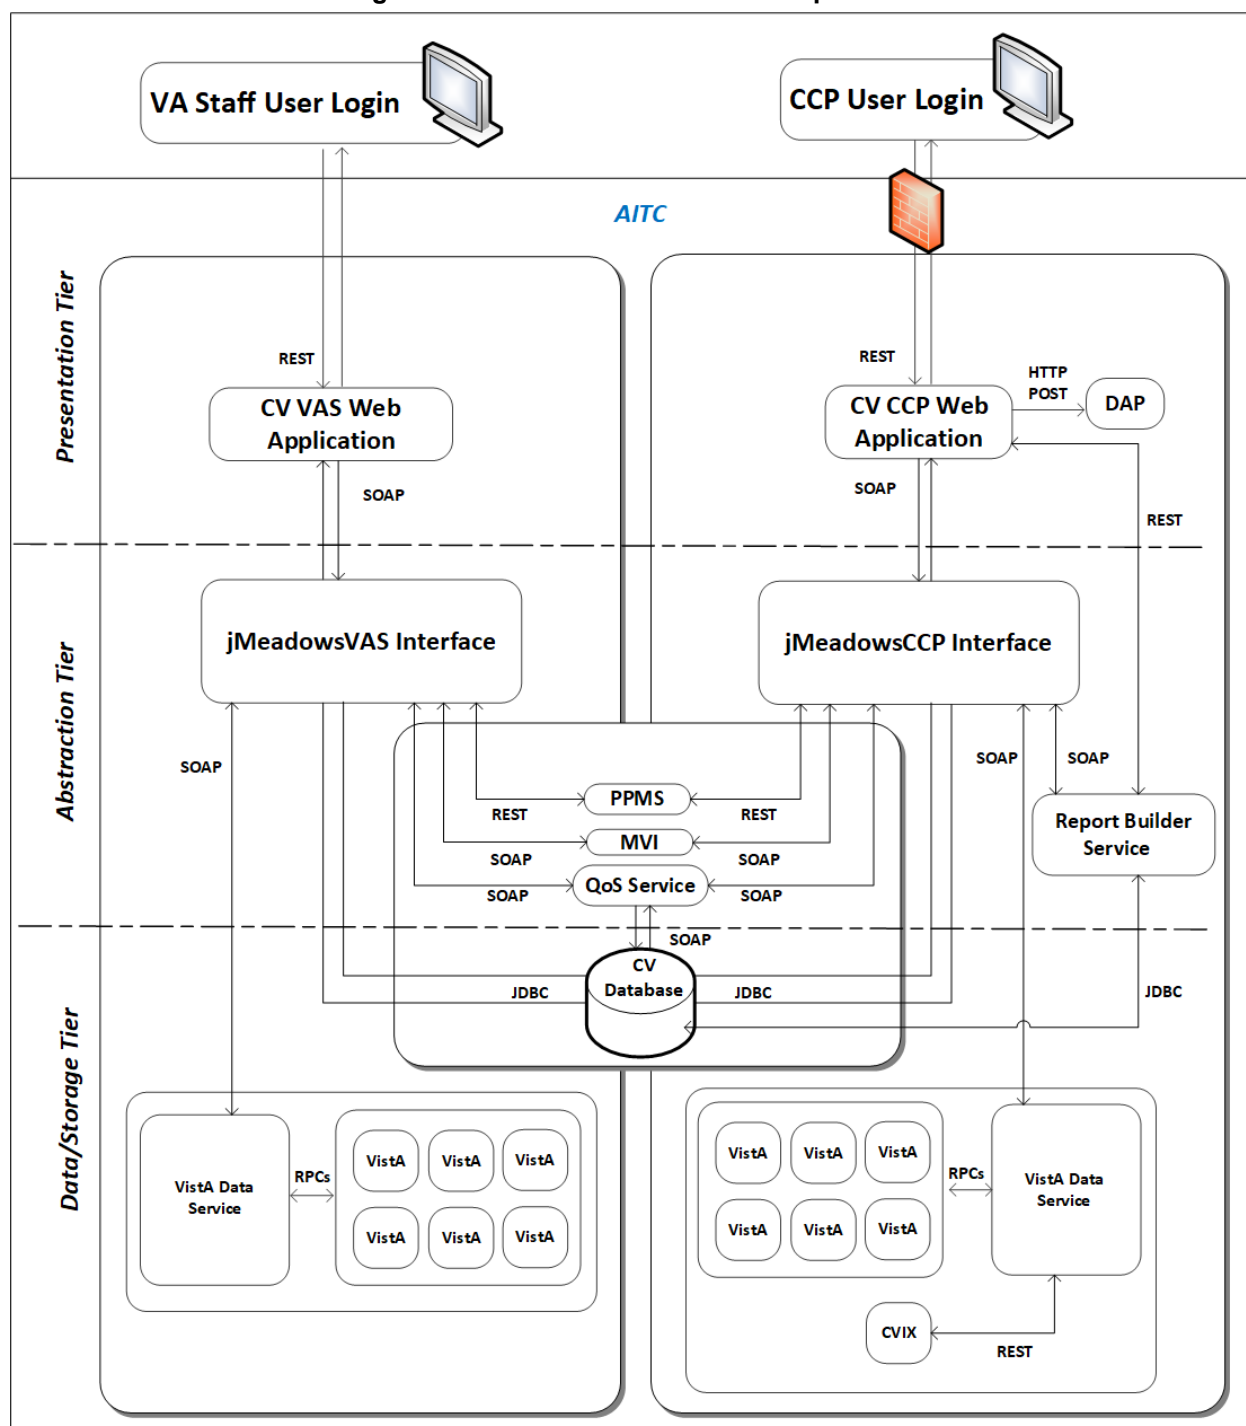 VA Staff User Login
CCP User Login
AITC
Presentation Tier
REST
REST
HTTP
POST
CV VAS Web
Application
CV CCP Web
Application
DAP
SOAP
SOAP
REST
Abstraction Tier
jMeadowsVAS Interface
jMeadowsCCP Interface
SOAP
SOAP
SOAP
PPMS
REST
REST
MVI
SOAP
SOAP
QoS Service
SOAP
SOAP
Report Builder
Service
SOAP
Data/Storage Tier
CV
Database
JDBC
JDBC
JDBC
VistA Data
Service
RPCs
VistA
VistA
VistA
VistA
VistA
VistA
VistA
VistA
VistA
VistA
VistA
VistA
RPCs
VistA Data
Service
CVIX
REST